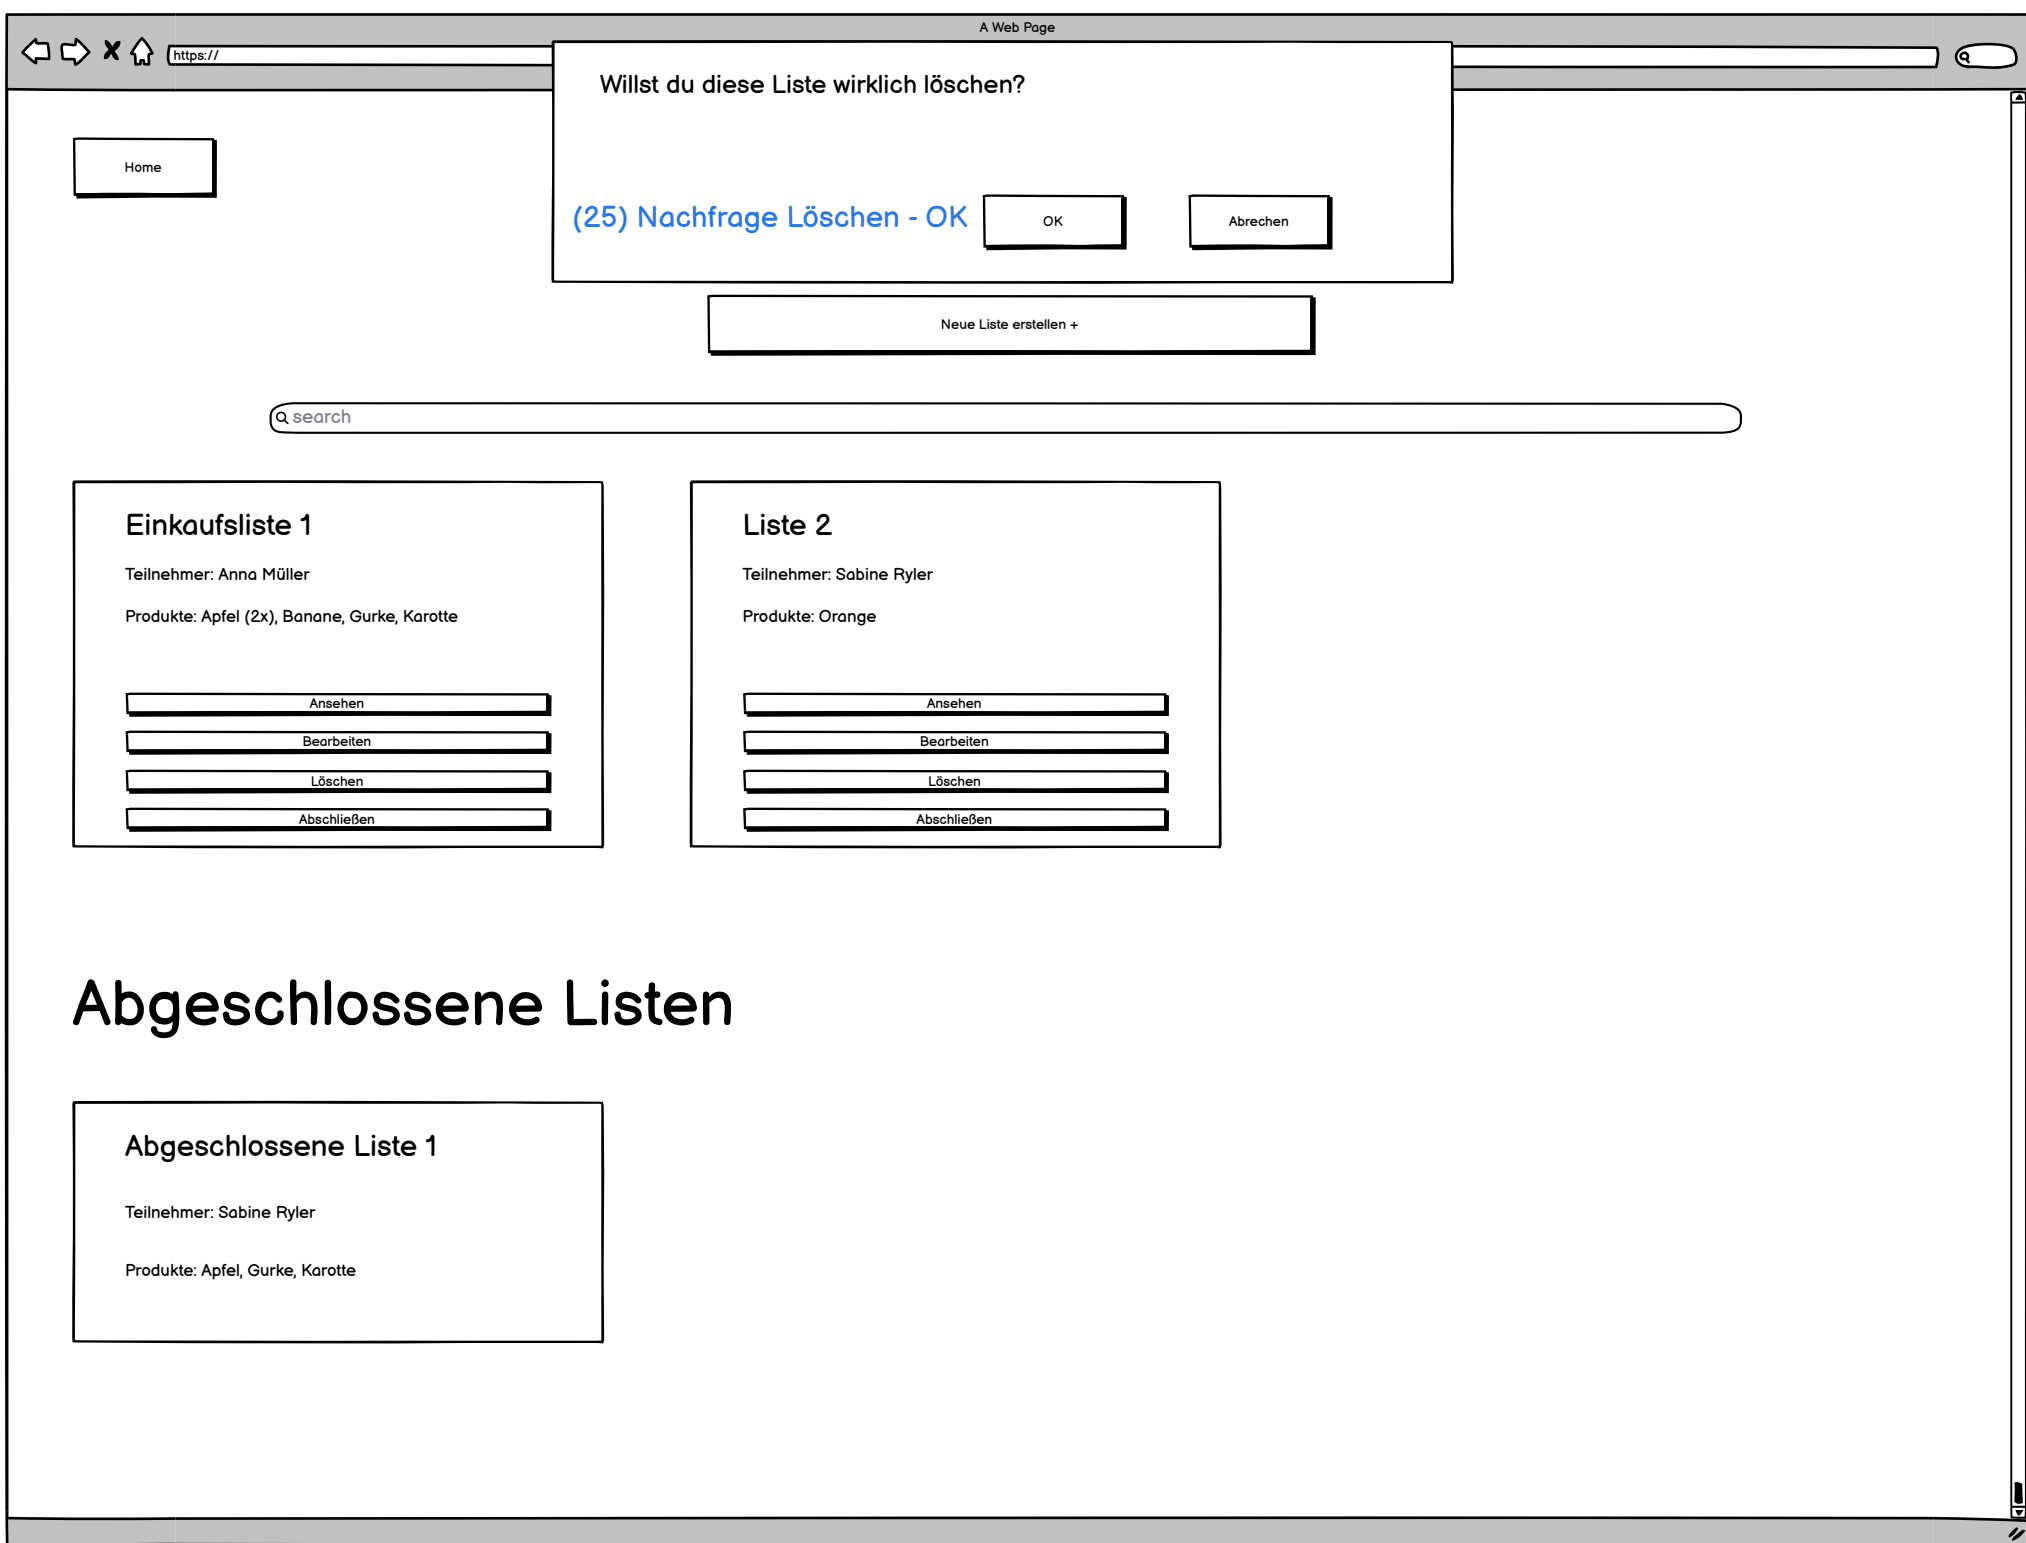 A Web Page
https://
Willst du diese Liste wirklich löschen?
Home
(25) Nachfrage Löschen - OK
OK
Abrechen
Neue Liste erstellen +
search
Einkaufsliste 1
Teilnehmer: Anna Müller
Produkte: Apfel (2x), Banane, Gurke, Karotte
Ansehen
Bearbeiten
Löschen
Abschließen
Liste 2
Teilnehmer: Sabine Ryler
Produkte: Orange
Ansehen
Bearbeiten
Löschen
Abschließen
Abgeschlossene Listen
Abgeschlossene Liste 1
Teilnehmer: Sabine Ryler
Produkte: Apfel, Gurke, Karotte